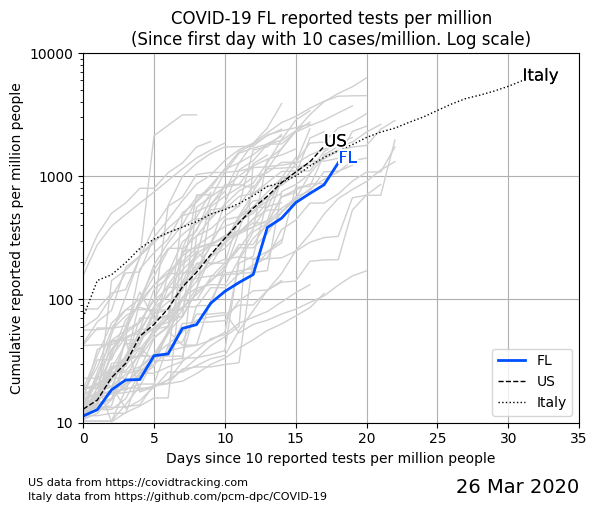 COVID-19 FL reported tests per million
(Since first day with 10 cases/million. Log scale)
Cumulative reported tests per million people
10000
1000
100
10
Italy
US
FL
FL
US
Italy
0 5 10 15 20 25 30 35
Days since 10 reported tests per million people
US data from https://covidtracking.com
Italy data from https://github.com/pcm-dpc/COVID-19
26 Mar 2020